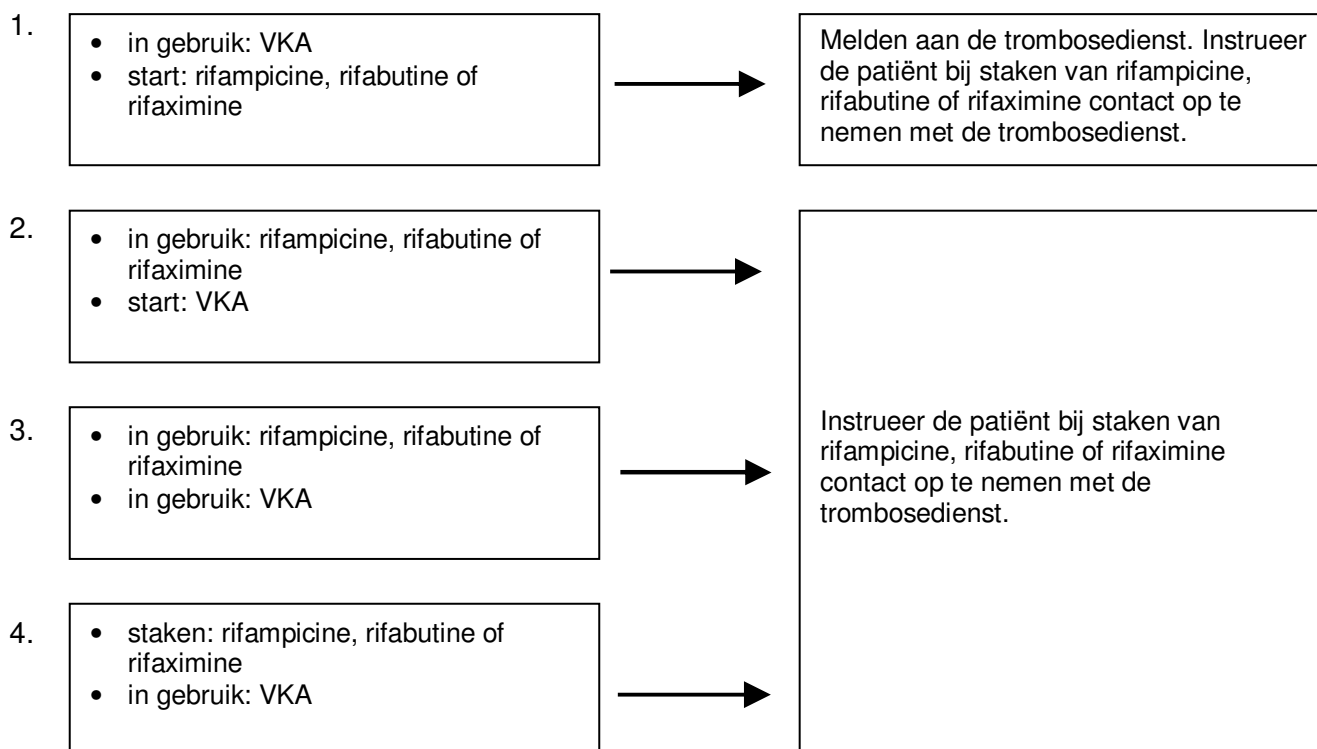 1.
• in gebruik: VKA
• start: rifampicine, rifabutine of
rifaximine
Melden aan de trombosedienst. Instrueer
de patiënt bij staken van rifampicine,
rifabutine of rifaximine contact op te
nemen met de trombosedienst.
2.
• in gebruik: rifampicine, rifabutine of
rifaximine
• start: VKA
3.
• in gebruik: rifampicine, rifabutine of
rifaximine
• in gebruik: VKA
Instrueer de patiënt bij staken van
rifampicine, rifabutine of rifaximine
contact op te nemen met de
trombosedienst.
4.
• staken: rifampicine, rifabutine of
rifaximine
• in gebruik: VKA